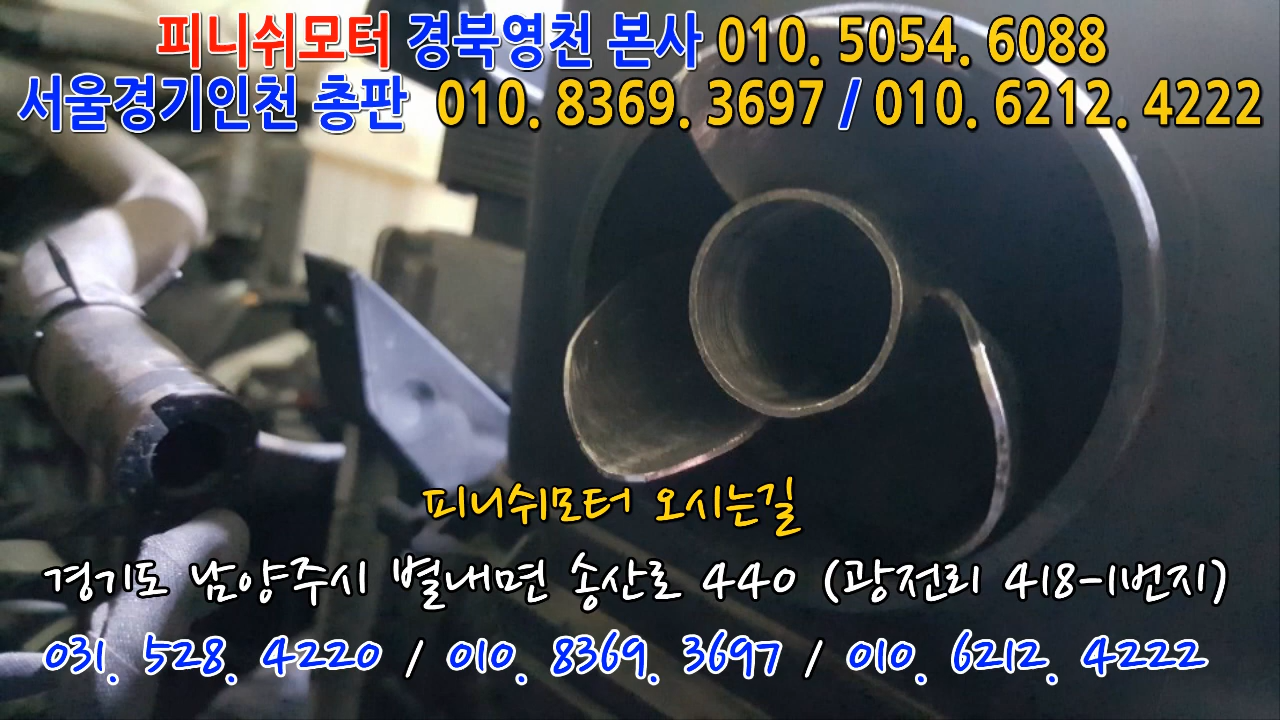 피니쉬모터 경북영천 본사 010. 5054. 6088
서울경기인천 총판 010. 8369. 3697 / 010. 6212. 4222
피니쉬모터 오시는길
경기도 남양주시 별내면 송산로 440 (광전리 418-1번지)
031. 528. 4220 / 010. 8369. 3697 / 010. 6212. 4222